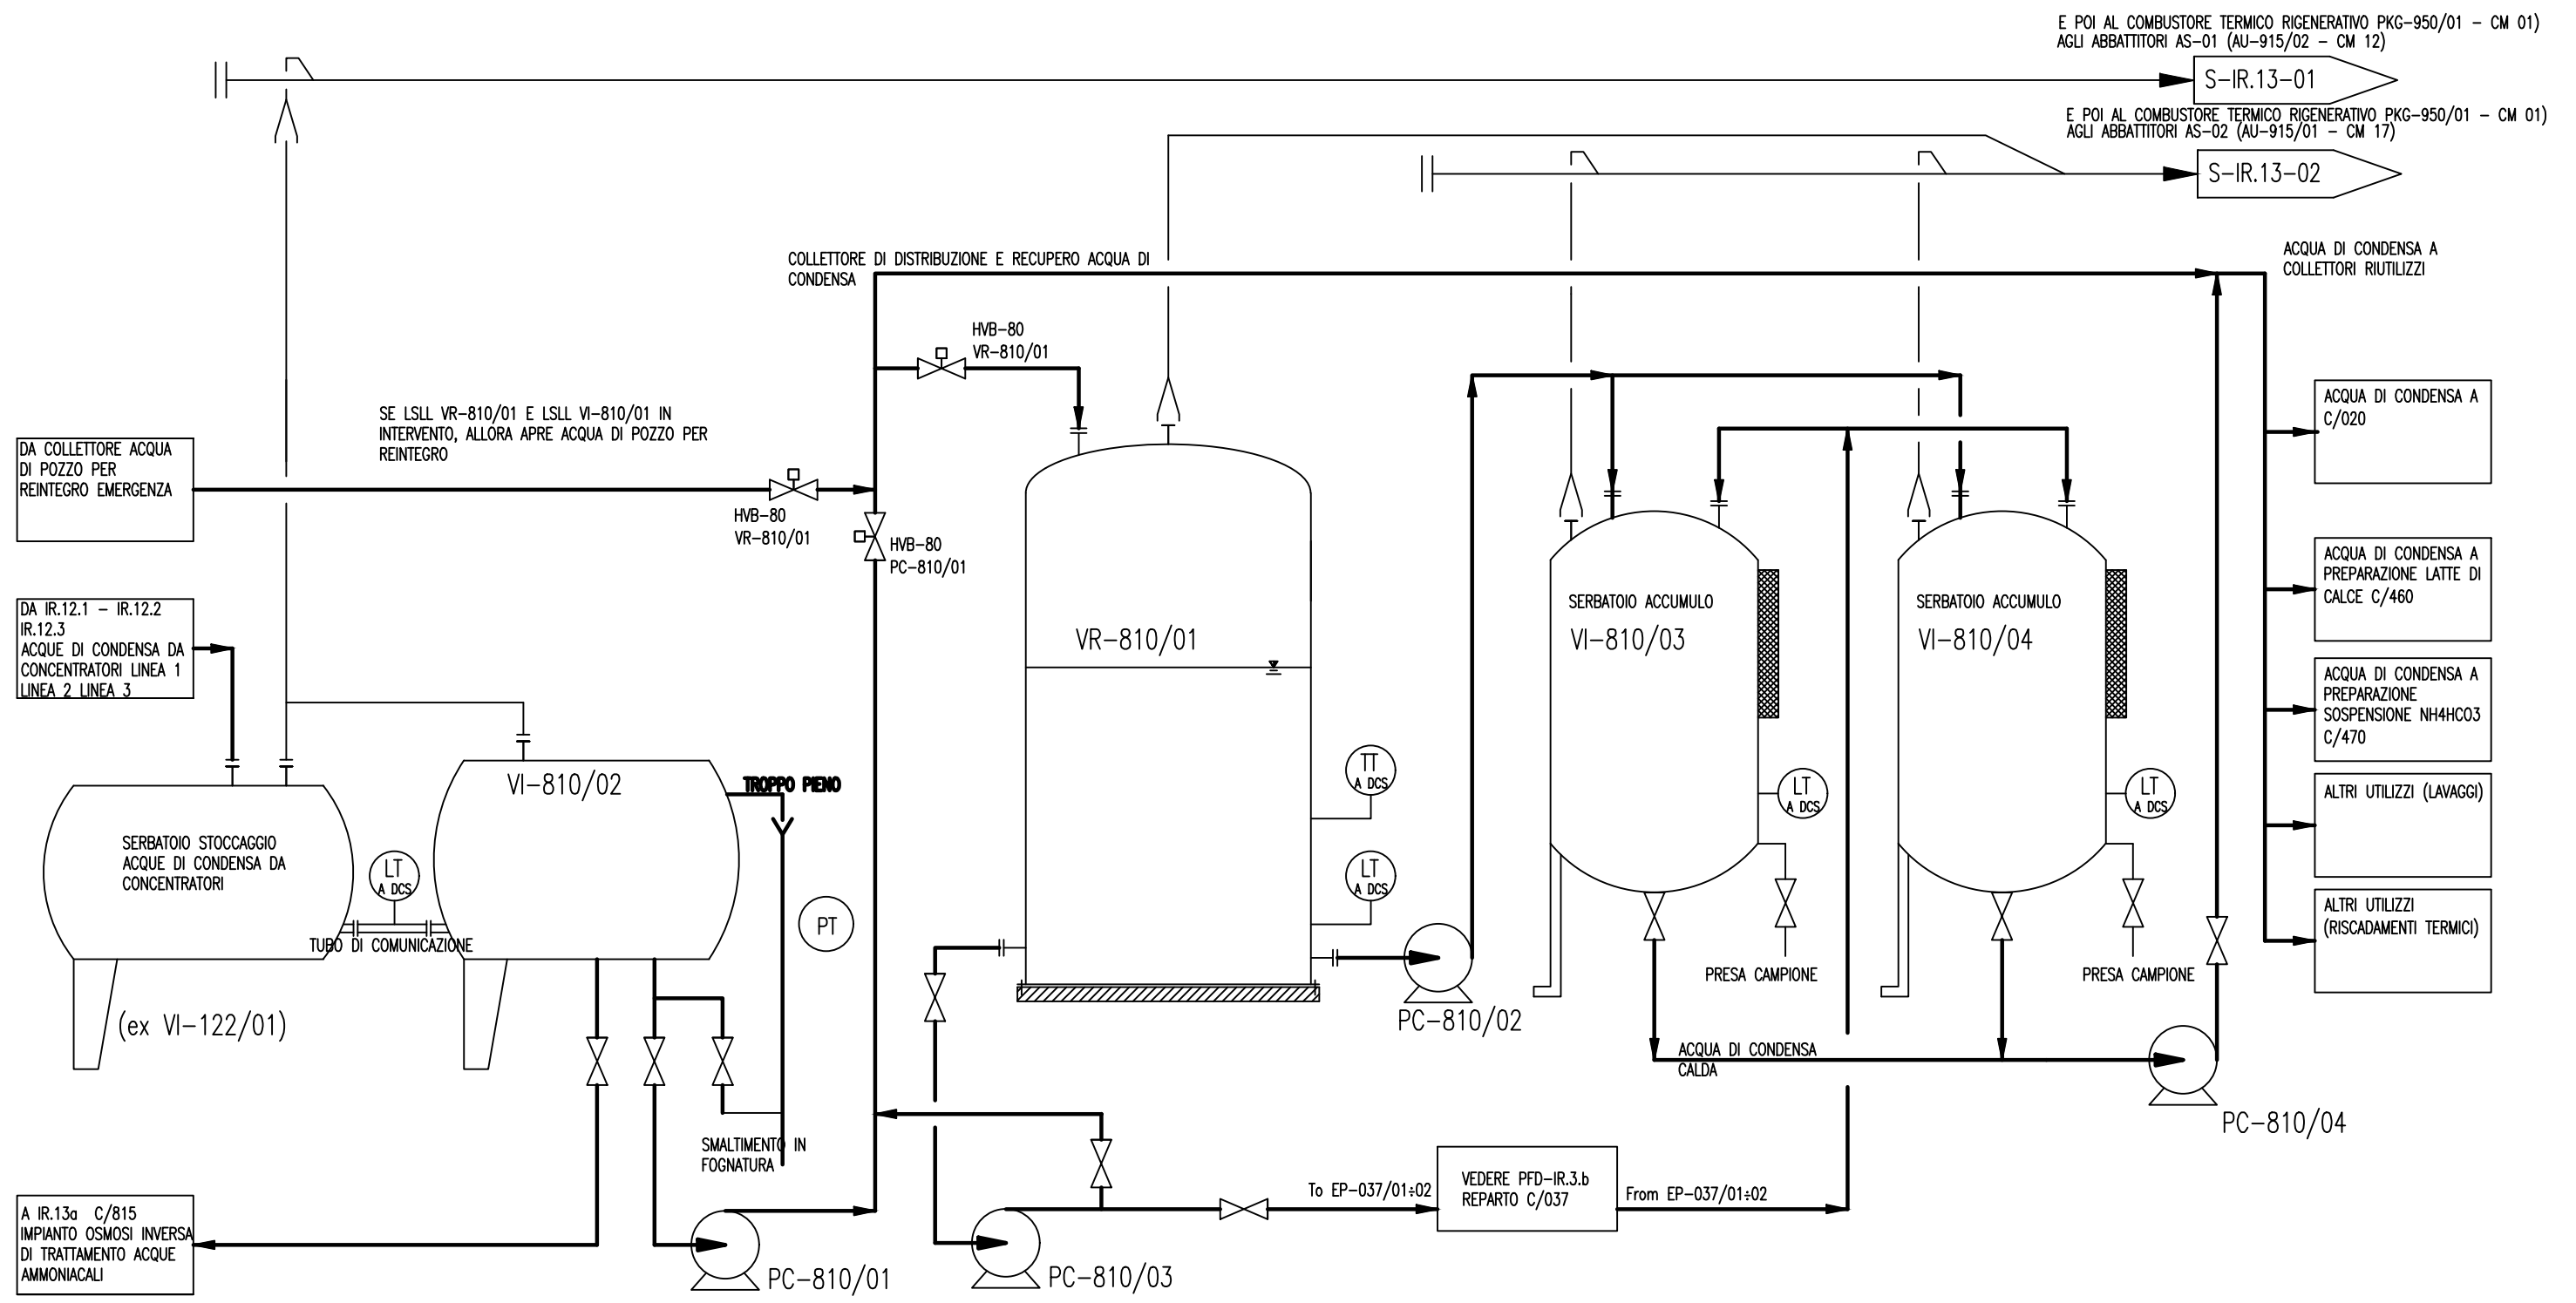 E POI AL COMBUSTORE TERMICO RIGENERATIVO PKG-950/01 - CM 01)
AGLI ABBATTITORI AS-01 (AU-915/02 - CM 12)
S-IR.13-01
E POI AL COMBUSTORE TERMICO RIGENERATIVO PKG-950/01 - CM 01)
AGLI ABBATTITORI AS-02 (AU-915/01 - CM 17)
S-IR.13-02
COLLETTORE DI DISTRIBUZIONE E RECUPERO ACQUA DI
CONDENSA
ACQUA DI CONDENSA A
COLLETTORI RIUTILIZZI
HVB-80
VR-810/01
SE LSLL VR-810/01 E LSLL VI-810/01 IN
INTERVENTO, ALLORA APRE ACQUA DI POZZO PER
REINTEGRO
DA COLLETTORE ACQUA
DI POZZO PER
REINTEGRO EMERGENZA
HVB-80
VR-810/01
HVB-80
PC-810/01
ACQUA DI CONDENSA A
C/020
ACQUA DI CONDENSA A
PREPARAZIONE LATTE DI
CALCE C/460
ACQUA DI CONDENSA A
PREPARAZIONE
SOSPENSIONE NH4HCO3
C/470
ALTRI UTILIZZI (LAVAGGI)
ALTRI UTILIZZI
(RISCADAMENTI TERMICI)
DA IR.12.1 - IR.12.2
IR.12.3
ACQUE DI CONDENSA DA
CONCENTRATORI LINEA 1
LINEA 2 LINEA 3
VR-810/01
SERBATOIO ACCUMULO
VI-810/03
SERBATOIO ACCUMULO
VI-810/04
VI-810/02
TROPPO PIENO
TT
A DCS
LT
A DCS
LT
A DCS
LT
A DCS
SERBATOIO STOCCAGGIO
ACQUE DI CONDENSA DA
CONCENTRATORI
LT
A DCS
PT
TUBO DI COMUNICAZIONE
(ex VI-122/01)
PRESA CAMPIONE
PRESA CAMPIONE
PC-810/02
ACQUA DI CONDENSA
CALDA
PC-810/04
SMALTIMENTO IN
FOGNATURA
To EP-037/01÷02
VEDERE PFD-IR.3.b
REPARTO C/037
From EP-037/01÷02
A IR.13a C/815
IMPIANTO OSMOSI INVERSA
DI TRATTAMENTO ACQUE
AMMONIACALI
PC-810/01
PC-810/03